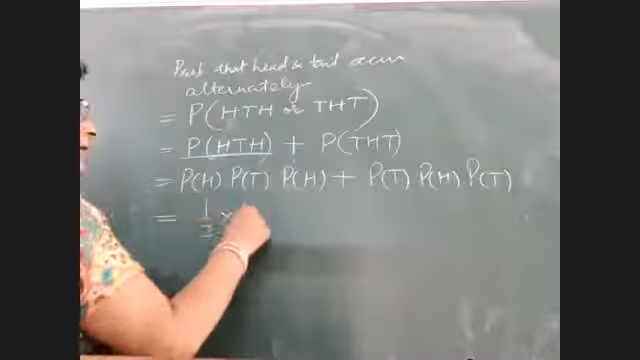 Prob that head & tail occur
alternately
= P(HTH or THT)
= P(HTH) + P(THT)
= P(H) P(T) P(H) + P(T) P(H) P(T)
= 1/2 ×